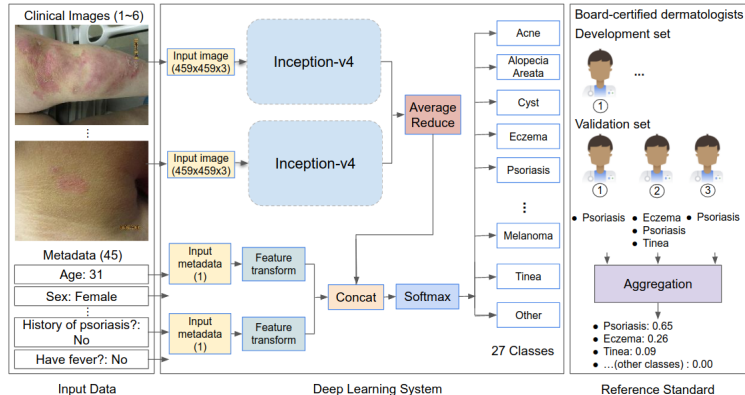 Clinical Images (1~6)
⋮
Metadata (45)
Age: 31
Sex: Female
History of psoriasis?:
No
Have fever?: No
Input Data
Input image
(459x459x3)
Inception-v4
Input image
(459x459x3)
Inception-v4
Average
Reduce
Input
metadata
(1)
Feature
transform
Input
metadata
(1)
Feature
transform
Concat
Softmax
Acne
Alopecia
Areata
Cyst
Eczema
Psoriasis
⋮
Melanoma
Tinea
Other
27 Classes
Deep Learning System
Board-certified dermatologists
Development set
...
1
Validation set
1
2
3
● Psoriasis
● Eczema
● Psoriasis
● Tinea
● Psoriasis
Aggregation
● Psoriasis: 0.65
● Eczema: 0.26
● Tinea: 0.09
● …(other classes) : 0.00
Reference Standard